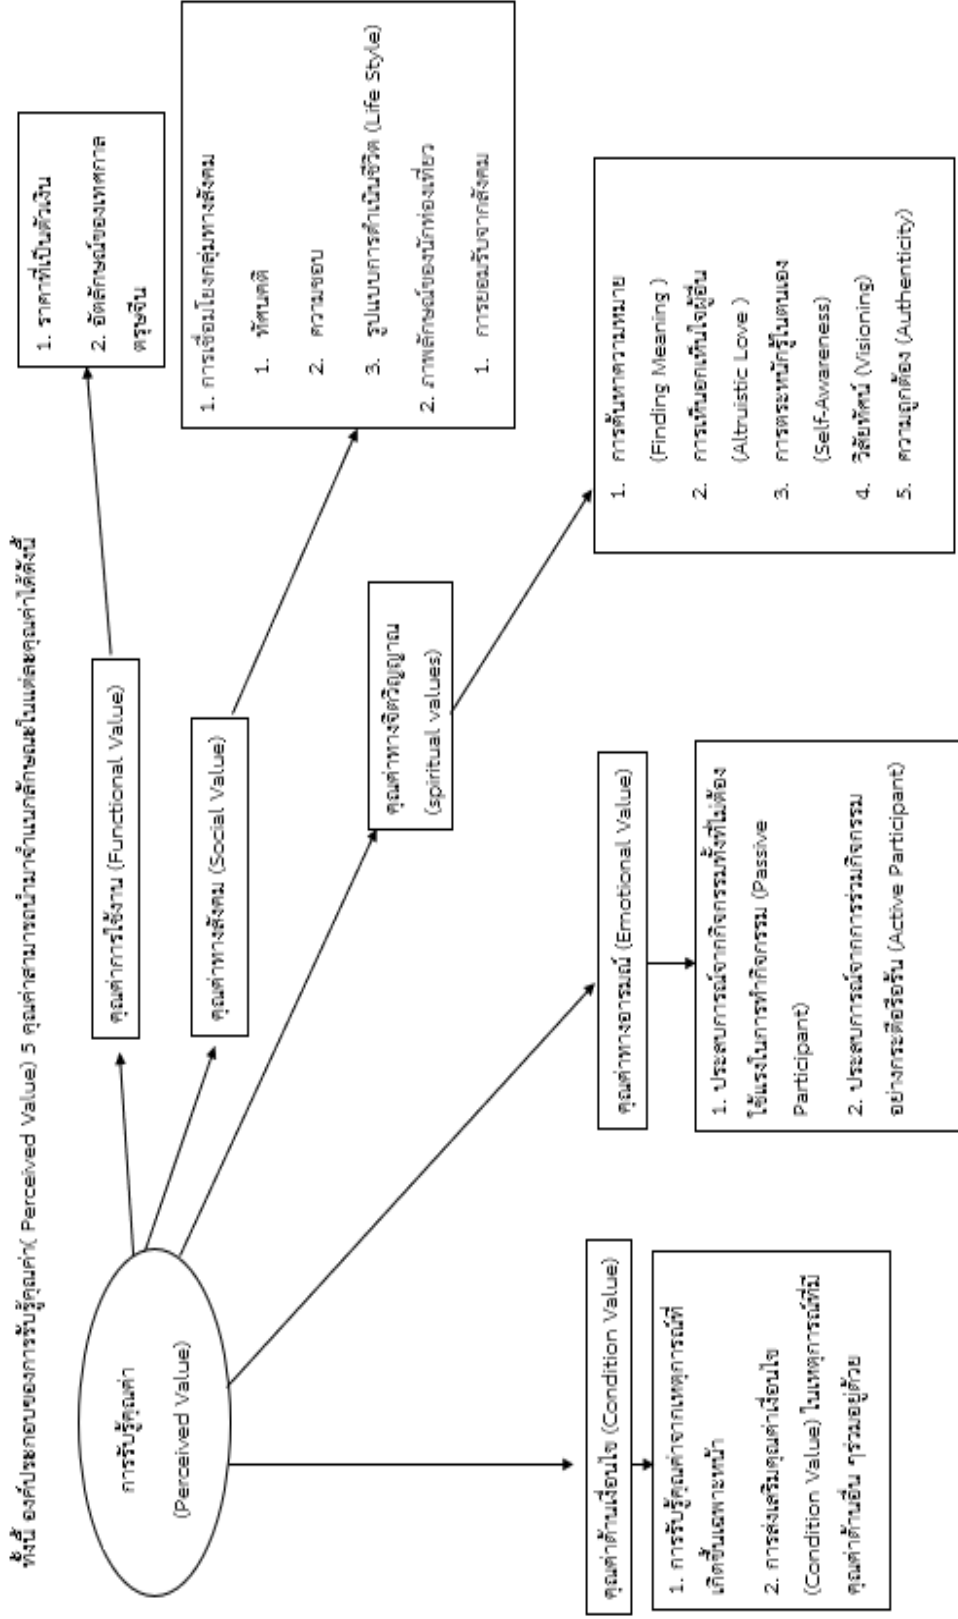 ทั้งนี้ องค์ประกอบของการรับรู้คุณค่า( Perceived Value) 5 คุณค่าสามารถนำมาจำแนกลักษณะในแต่ละคุณค่าได้ดังนี้
การรับรู้คุณค่า
(Perceived Value)
คุณค่าการใช้งาน (Functional Value)
1. ราคาที่เป็นตัวเงิน
2. อัตลักษณ์ของเทศกาล
ตรุษจีน
คุณค่าทางสังคม (Social Value)
1. การเชื่อมโยงกลุ่มทางสังคม
1. ทัศนคติ
2. ความชอบ
3. รูปแบบการดำเนินชีวิต (Life Style)
2. ภาพลักษณ์ของนักท่องเที่ยว
1. การยอมรับจากสังคม
คุณค่าทางจิตวิญญาณ
(spiritual values)
1. การค้นหาความหมาย
(Finding Meaning )
2. การเห็นอกเห็นใจผู้อื่น
(Altruistic Love )
3. การตระหนักรู้ในตนเอง
(Self-Awareness)
4. วิสัยทัศน์ (Visioning)
5. ความถูกต้อง (Authenticity)
คุณค่าทางอารมณ์ (Emotional Value)
1. ประสบการณ์จากกิจกรรมทั้งที่ไม่ต้อง
ใช้แรงในการทำกิจกรรม (Passive
Participant)
2. ประสบการณ์จากการร่วมกิจกรรม
อย่างกระตือรือร้น (Active Participant)
คุณค่าด้านเงื่อนไข (Condition Value)
1. การรับรู้คุณค่าจากเหตุการณ์ที่
เกิดขึ้นเฉพาะหน้า
2. การส่งเสริมคุณค่าเงื่อนไข
(Condition Value) ในเหตุการณ์ที่มี
คุณค่าด้านอื่น ๆร่วมอยู่ด้วย